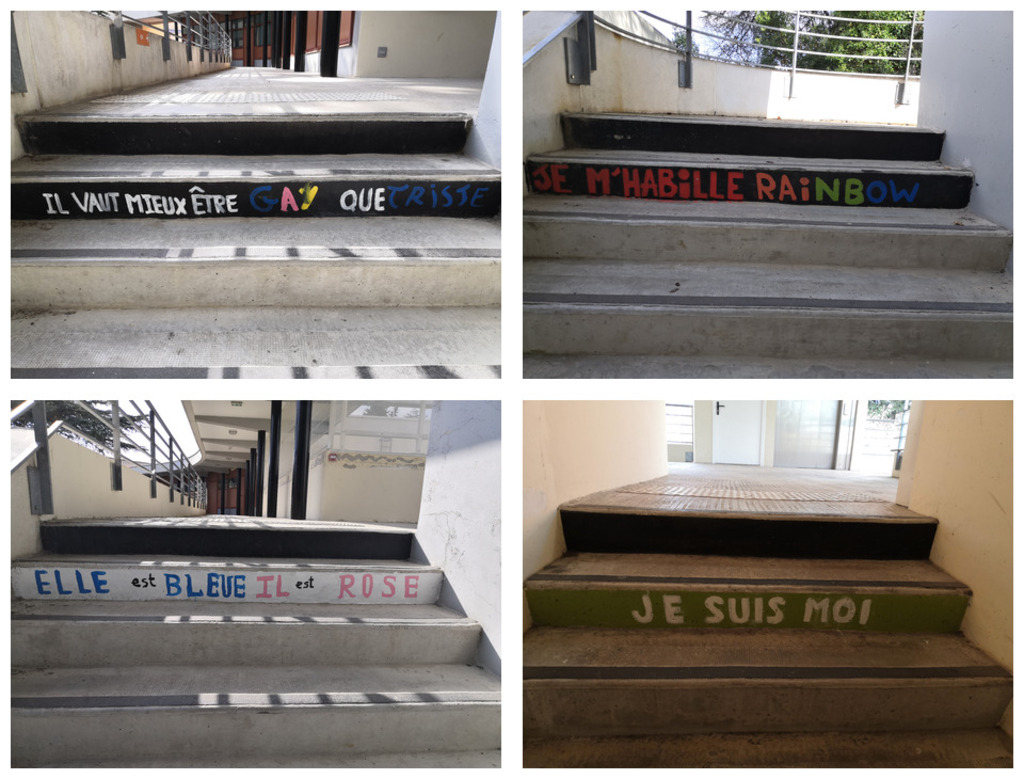 IL VAUT MIEUX ÊTRE GAY QUE TRISTE
JE M'HABiLLE RAiNBOW
ELLE est BLEUE IL est ROSE
JE SUIS MOI